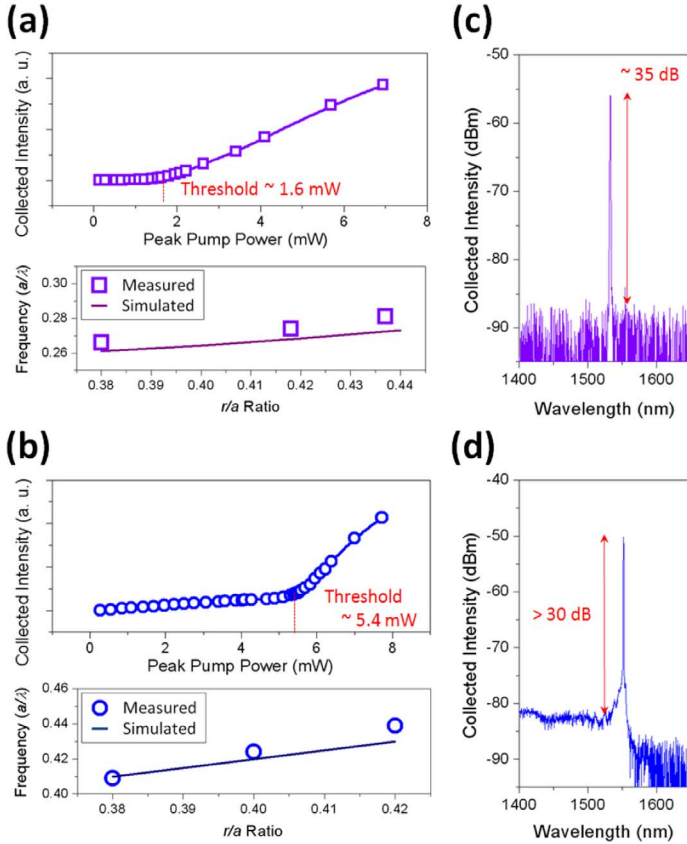 (a)
Collected Intensity (a. u.)
Threshold ~ 1.6 mW
0 2 4 6 8
Peak Pump Power (mW)
Frequency (a/λ)
0.30
0.28
0.26
Measured
Simulated
0.38 0.39 0.40 0.41 0.42 0.43 0.44
r/a Ratio
(b)
Collected Intensity (a. u.)
Threshold
~ 5.4 mW
0 2 4 6 8
Peak Pump Power (mW)
Frequency (a/λ)
0.46
0.44
0.42
0.40
Measured
Simulated
0.38 0.39 0.40 0.41 0.42
r/a Ratio
(c)
Collected Intensity (dBm)
-50
-60
-70
-80
-90
~ 35 dB
1400 1500 1600
Wavelength (nm)
(d)
Collected Intensity (dBm)
-40
-50
-60
-70
-80
-90
> 30 dB
1400 1500 1600
Wavelength (nm)